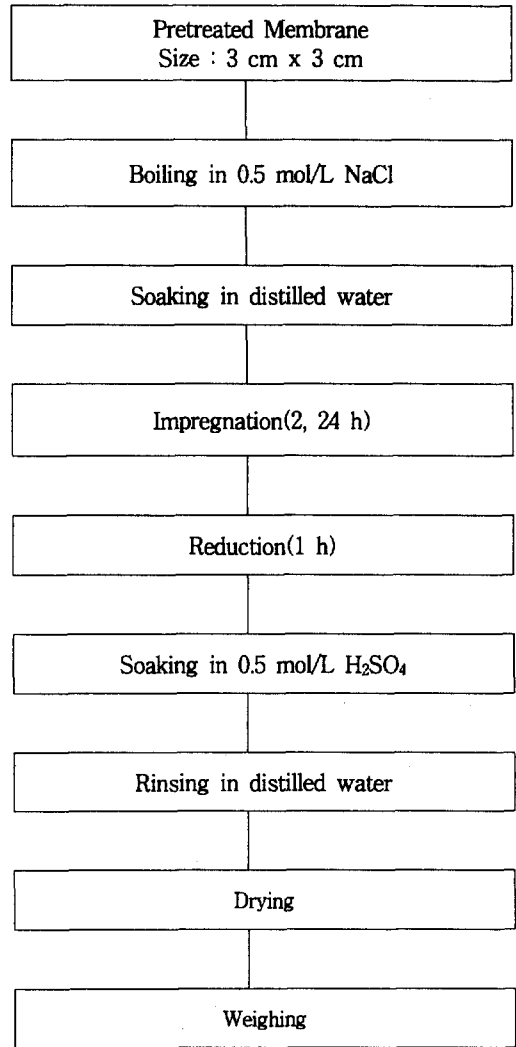 Pretreated Membrane
Size : 3 cm x 3 cm
Boiling in 0.5 mol/L NaCl
Soaking in distilled water
Impregnation(2, 24 h)
Reduction(1 h)
Soaking in 0.5 mol/L H₂SO₄
Rinsing in distilled water
Drying
Weighing